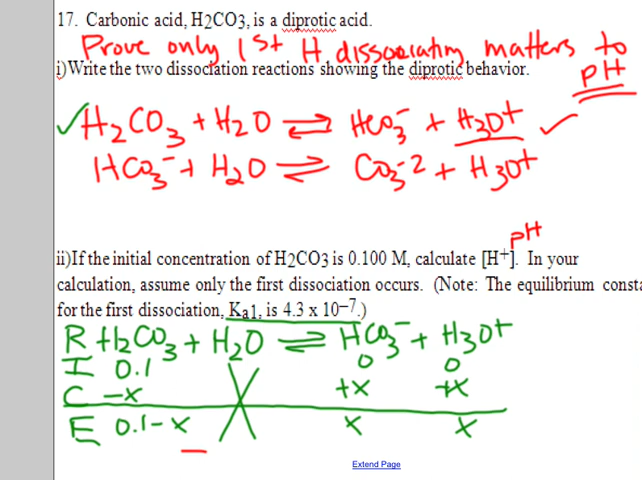 17. Carbonic acid, H2CO3, is a diprotic acid.
Prove only 1st H dissociating matters to
pH
i)Write the two dissociation reactions showing the diprotic behavior.
✓ H2CO3 + H2O ⇌ HCO3⁻ + H3O+ ✓
HCO3⁻ + H2O ⇌ CO3⁻2 + H3O+
pH
ii)If the initial concentration of H2CO3 is 0.100 M, calculate [H⁺]. In your
calculation, assume only the first dissociation occurs. (Note: The equilibrium consta
for the first dissociation, Ka1, is 4.3 x 10⁻⁷.)
R H2CO3 + H2O ⇌ HCO3⁻ + H3O+
I 0.1 0 0
C -x +x +x
E 0.1-x x x
Extend Page